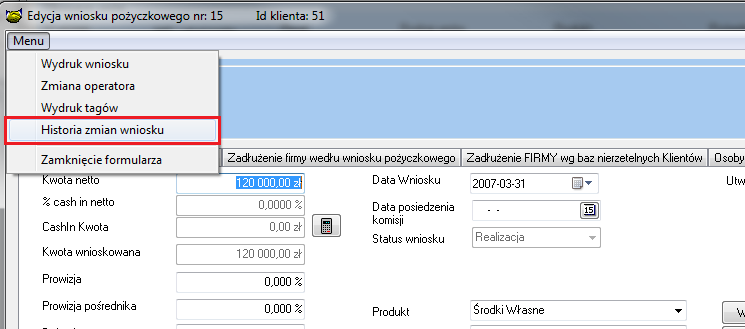 Edycja wniosku pożyczkowego nr: 15 Id klienta: 51
Menu
Wydruk wniosku
Zmiana operatora
Wydruk tagów
Historia zmian wniosku
Zamknięcie formularza
Zadłużenie firmy wedłu wniosku pożyczkowego Zadłużenie FIRMY wg baz nierzetelnych Klientów Osoby
Kwota netto 120 000,00 zł Data Wniosku 2007-03-31 Utw
% cash in netto 0,0000 % Data posiedzenia komisji - - 15
CashIn Kwota 0,00 zł Status wniosku Realizacja
Kwota wnioskowana 120 000,00 zł
Prowizja 0,000 %
Prowizja pośrednika 0,000 % Produkt Środki Własne W